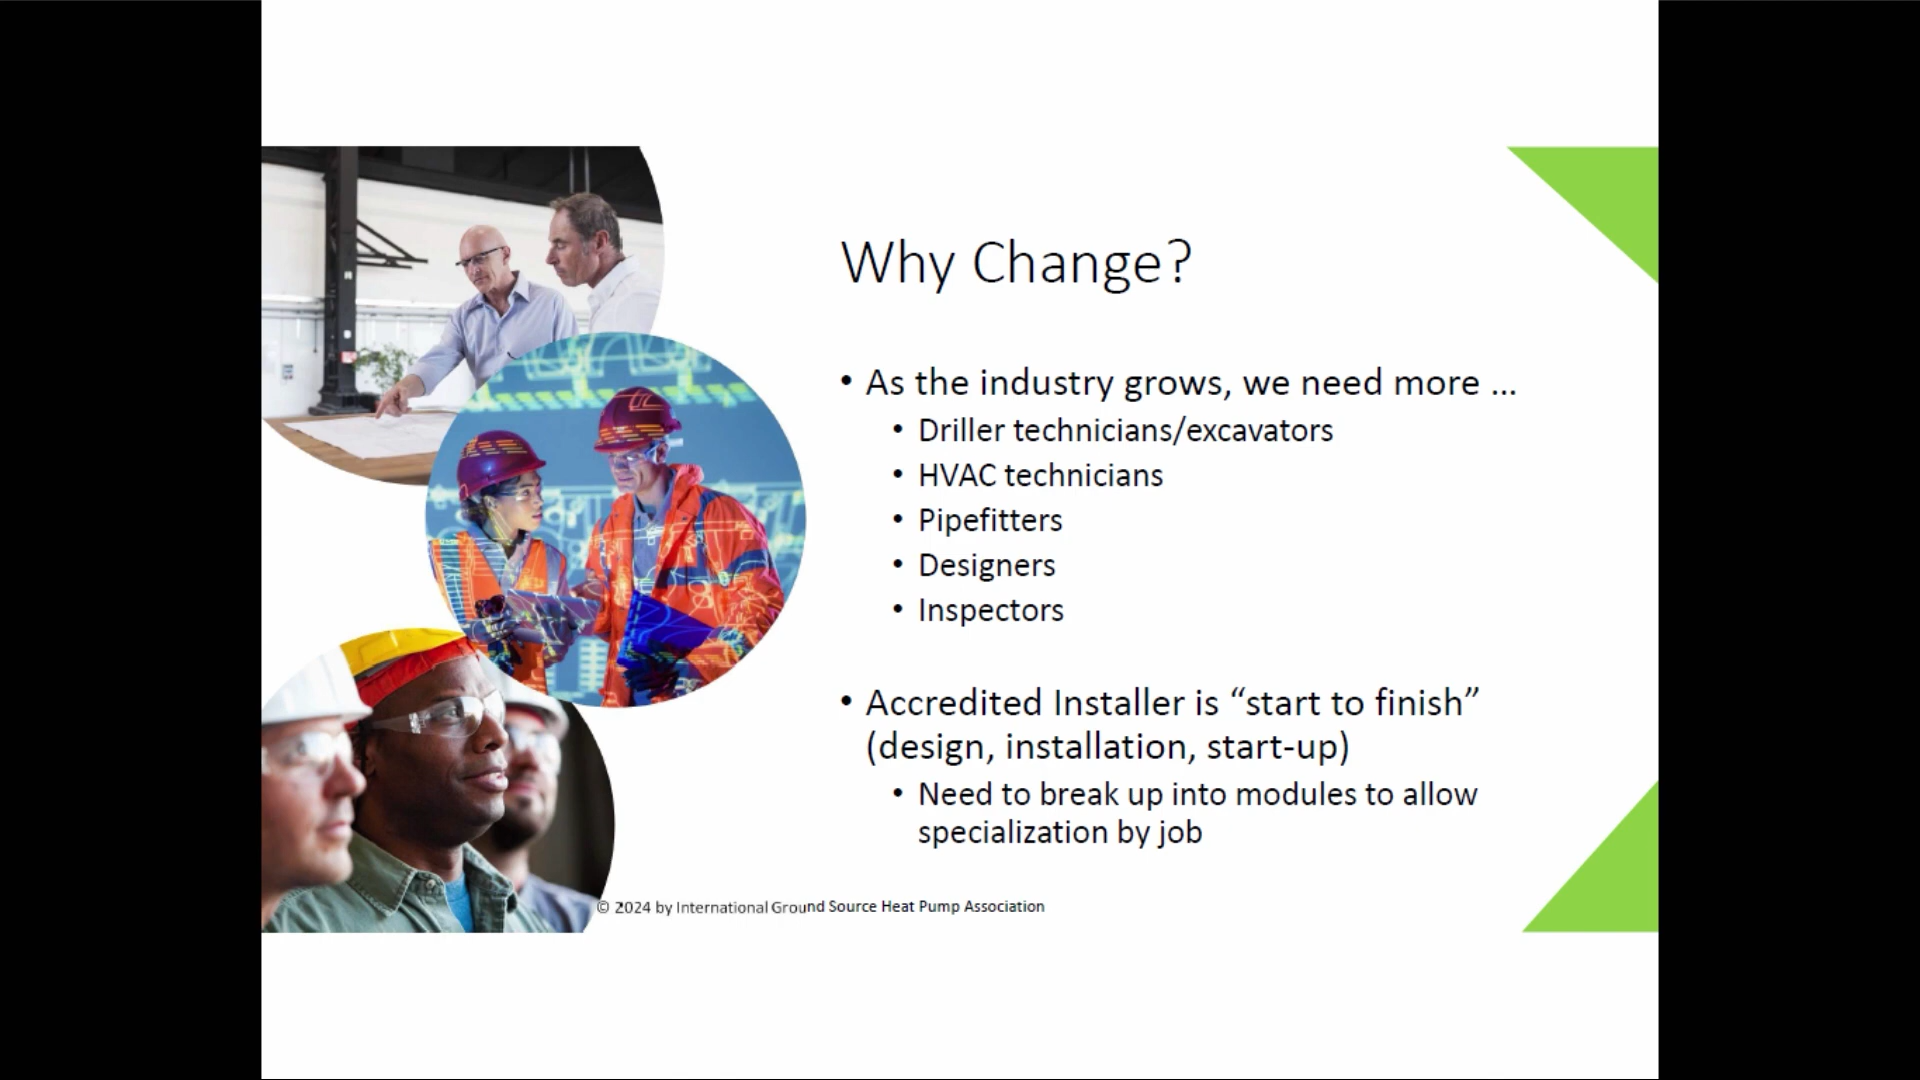 Why Change?
• As the industry grows, we need more ...
• Driller technicians/excavators
• HVAC technicians
• Pipefitters
• Designers
• Inspectors
• Accredited Installer is “start to finish”
(design, installation, start-up)
• Need to break up into modules to allow
specialization by job
© 2024 by International Ground Source Heat Pump Association